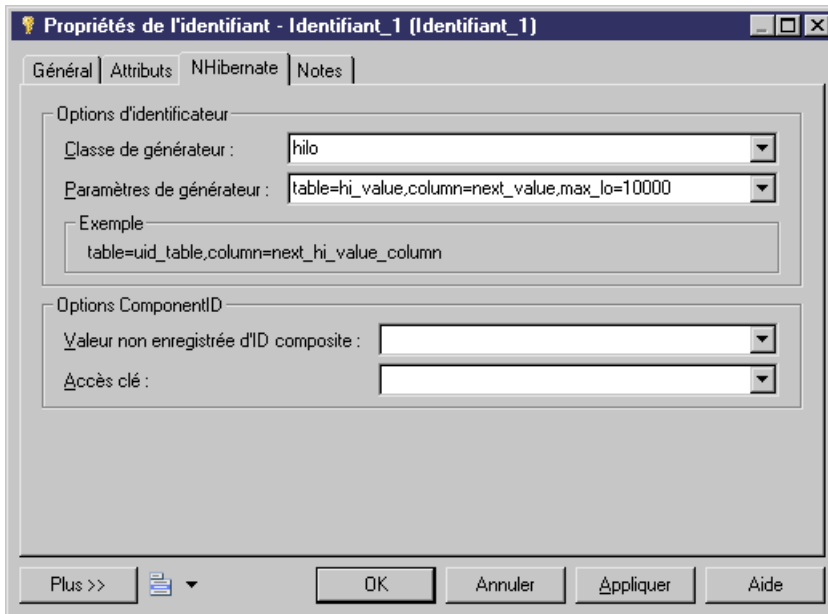 Propriétés de l'identifiant - Identifiant_1 (Identifiant_1)
Général Attributs NHibernate Notes
Options d'identificateur
Classe de générateur : hilo
Paramètres de générateur : table=hi_value,column=next_value,max_lo=10000
Exemple
table=uid_table,column=next_hi_value_column
Options ComponentID
Valeur non enregistrée d'ID composite :
Accès clé :
Plus >> OK Annuler Appliquer Aide